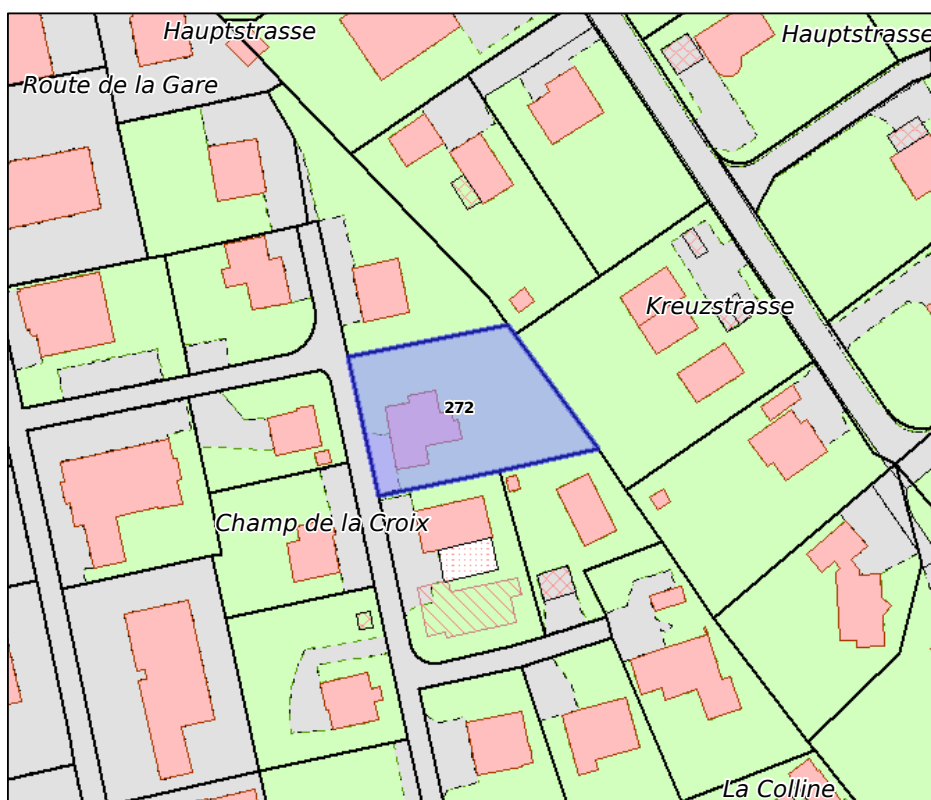 Hauptstrasse
Hauptstrasse
Route de la Gare
Kreuzstrasse
272
Champ de la Croix
La Colline